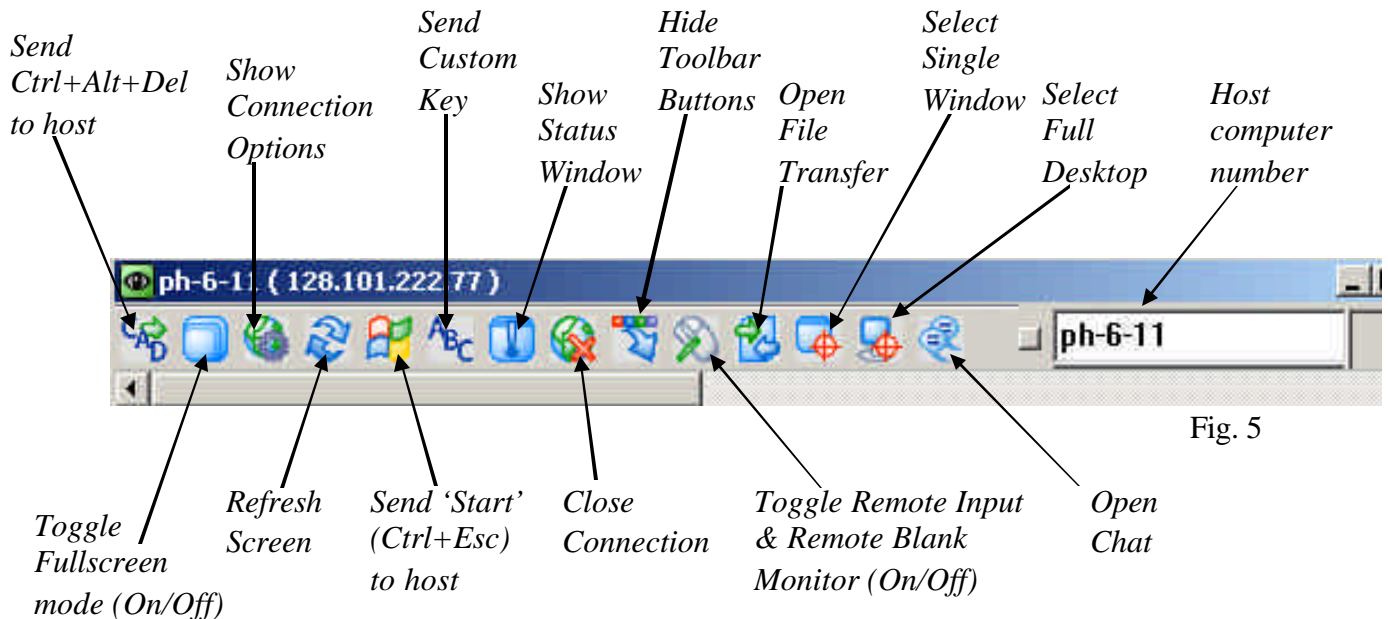 Send
Ctrl+Alt+Del
to host
Show
Connection
Options
Send
Custom
Key
Show
Status
Window
Hide
Toolbar
Buttons
Open
File
Transfer
Select
Single
Window
Select
Full
Desktop
Host
computer
number
ph-6-11 ( 128.101.222.77 )
CAD
ABC
ph-6-11
Fig. 5
Toggle
Fullscreen
mode (On/Off)
Refresh
Screen
Send ‘Start’
(Ctrl+Esc)
to host
Close
Connection
Toggle Remote Input
& Remote Blank
Monitor (On/Off)
Open
Chat